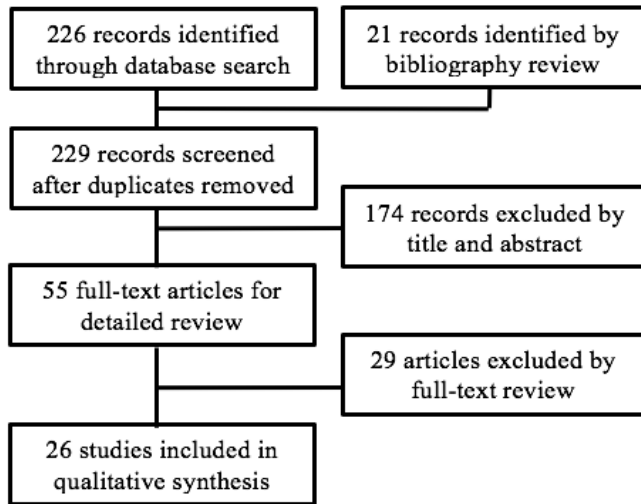 226 records identified
through database search
21 records identified by
bibliography review
229 records screened
after duplicates removed
174 records excluded by
title and abstract
55 full-text articles for
detailed review
29 articles excluded by
full-text review
26 studies included in
qualitative synthesis